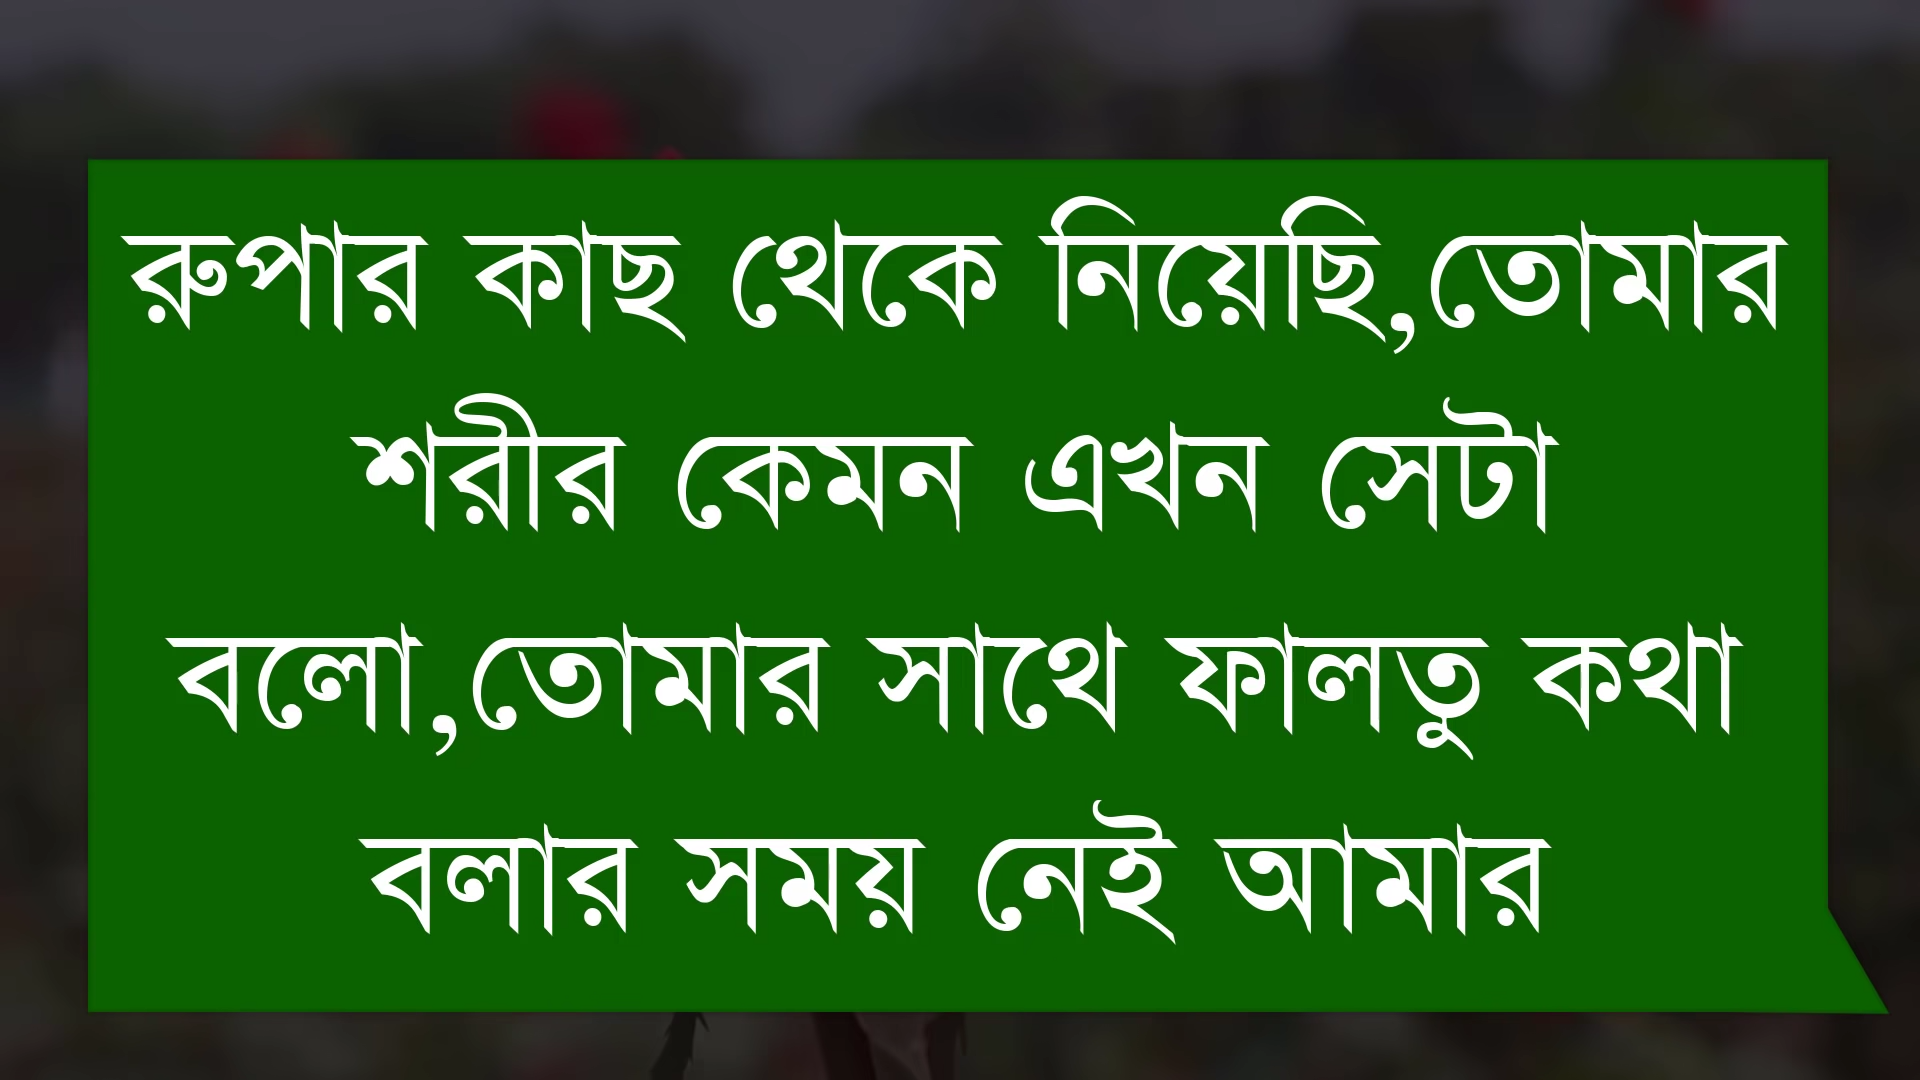 রুপার কাছ থেকে নিয়েছি,তোমার
শরীর কেমন এখন সেটা
বলো,তোমার সাথে ফালতু কথা
বলার সময় নেই আমার